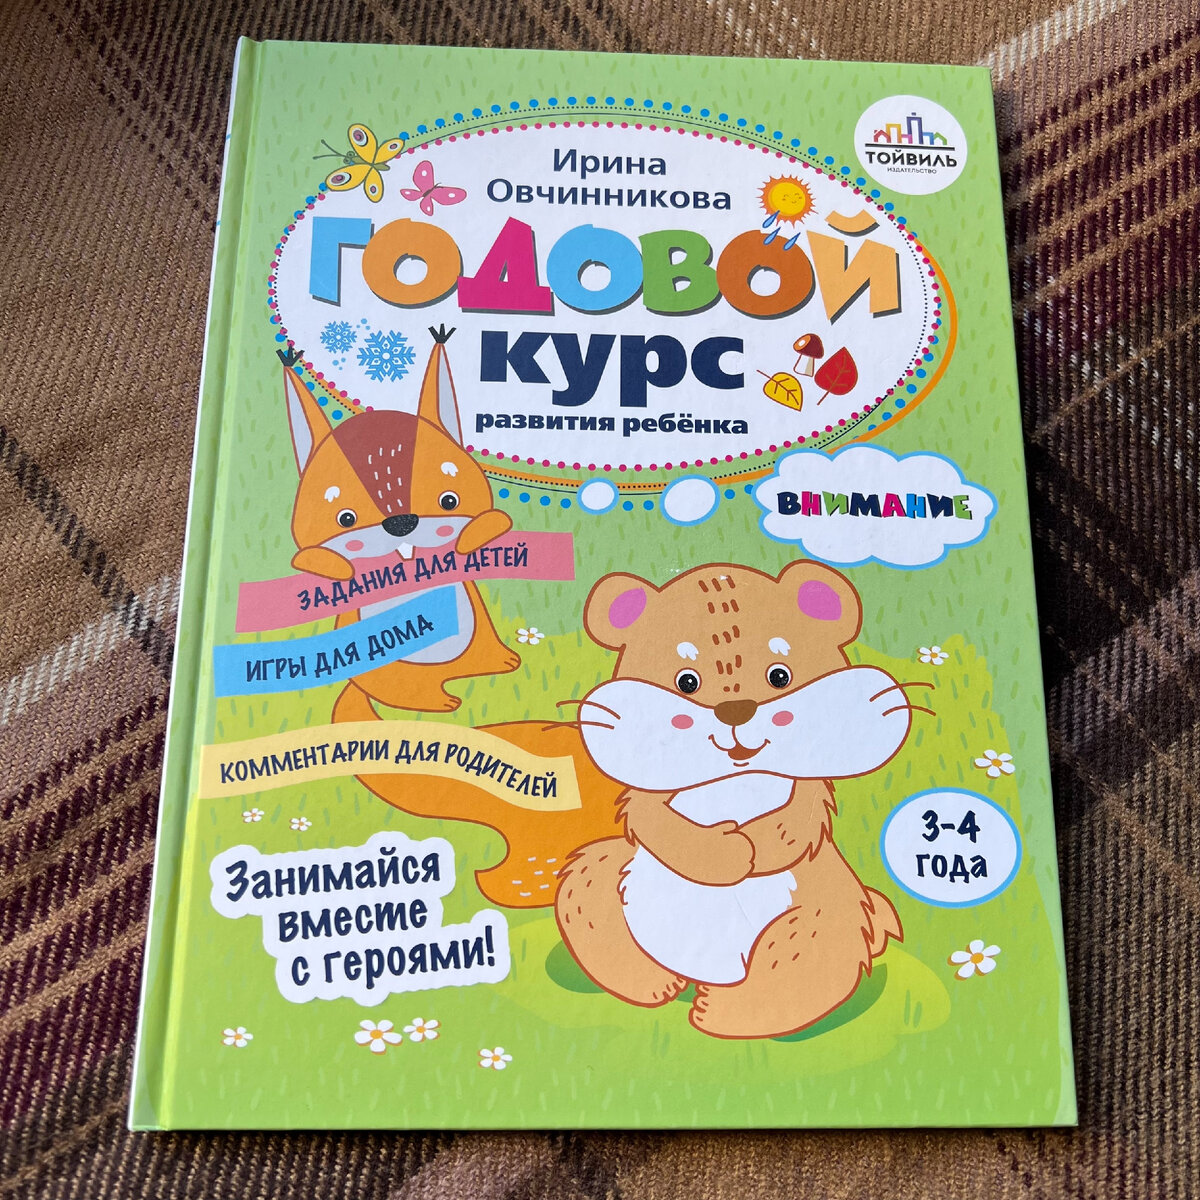 Ирина
Овчинникова
ТОЙВИЛЬ
ИЗДАТЕЛЬСТВО
ГОДОВОЙ
курс
развития ребёнка
ВНИМАНИЕ
ЗАДАНИЯ ДЛЯ ДЕТЕЙ
ИГРЫ ДЛЯ ДОМА
КОММЕНТАРИИ ДЛЯ РОДИТЕЛЕЙ
3-4
года
Занимайся
вместе
с героями!